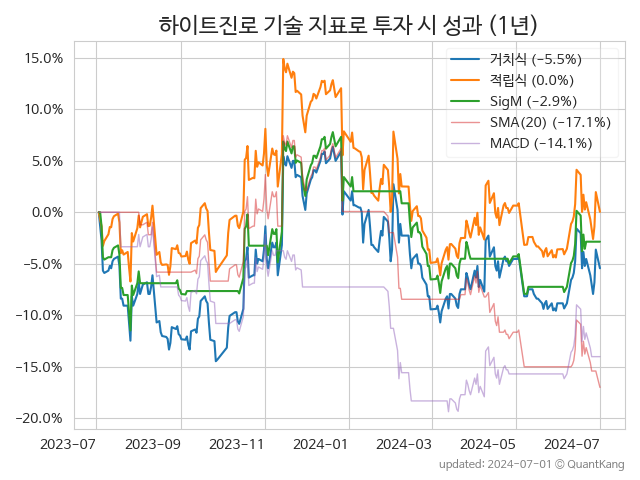 하이트진로 기술 지표로 투자 시 성과 (1년)
거치식 (−5.5%)
적립식 (0.0%)
SigM (−2.9%)
SMA(20) (−17.1%)
MACD (−14.1%)
15.0%
10.0%
5.0%
0.0%
−5.0%
−10.0%
−15.0%
−20.0%
2023-07 2023-09 2023-11 2024-01 2024-03 2024-05 2024-07
updated: 2024-07-01 © QuantKang